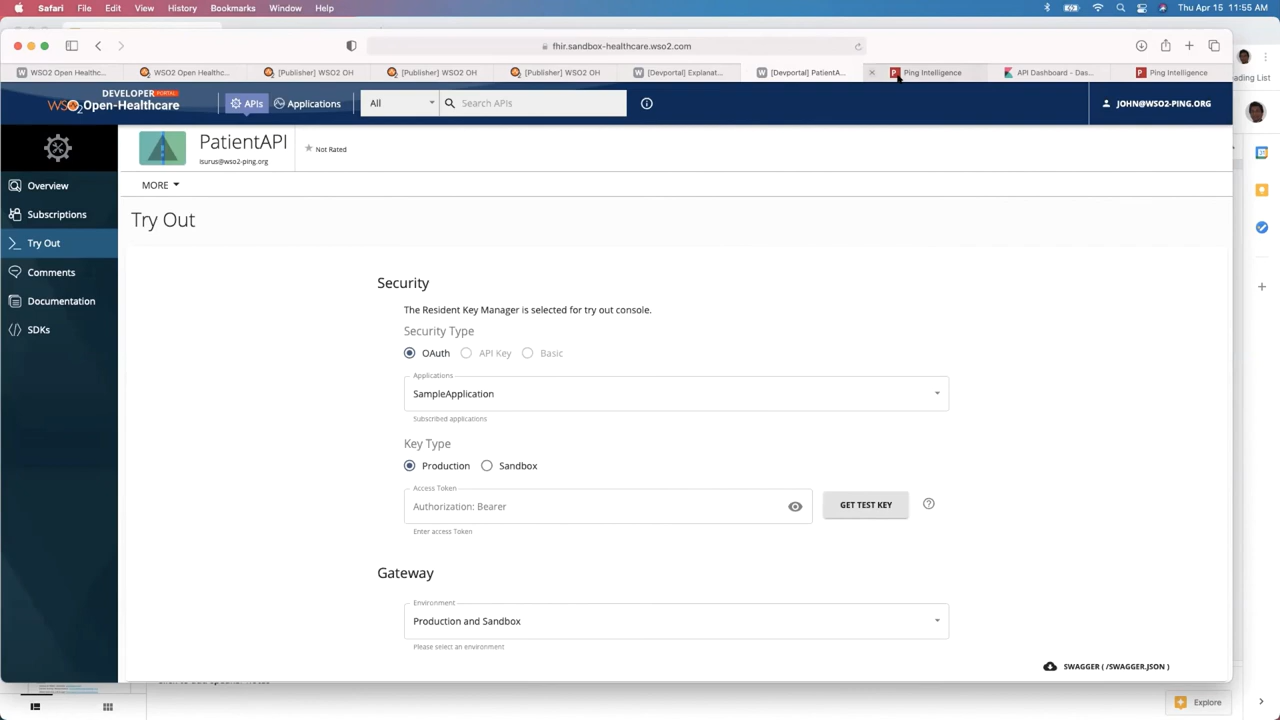 Safari File Edit View History Bookmarks Window Help Thu Apr 15 11:55 AM
fhir.sandbox-healthcare.wso2.com
WSO2 Open Healthc... WSO2 Open Healthc... [Publisher] WSO2 OH [Publisher] WSO2 OH [Publisher] WSO2 OH [Devportal] Explanat... [Devportal] PatientA... Ping Intelligence API Dashboard - Das... Ping Intelligence
eading List
DEVELOPER PORTAL
WSO2 Open-Healthcare APIs Applications All Search APIs JOHN@WSO2-PING.ORG
PatientAPI
Not Rated
isurus@wso2-ping.org
MORE
Overview
Subscriptions
Try Out
Comments
Documentation
SDKs
Try Out
Security
The Resident Key Manager is selected for try out console.
Security Type
OAuth API Key Basic
Applications
SampleApplication
Subscribed applications
Key Type
Production Sandbox
Access Token
Authorization: Bearer GET TEST KEY
Enter access Token
Gateway
Environment
Production and Sandbox
Please select an environment
SWAGGER ( /SWAGGER.JSON )
Explore